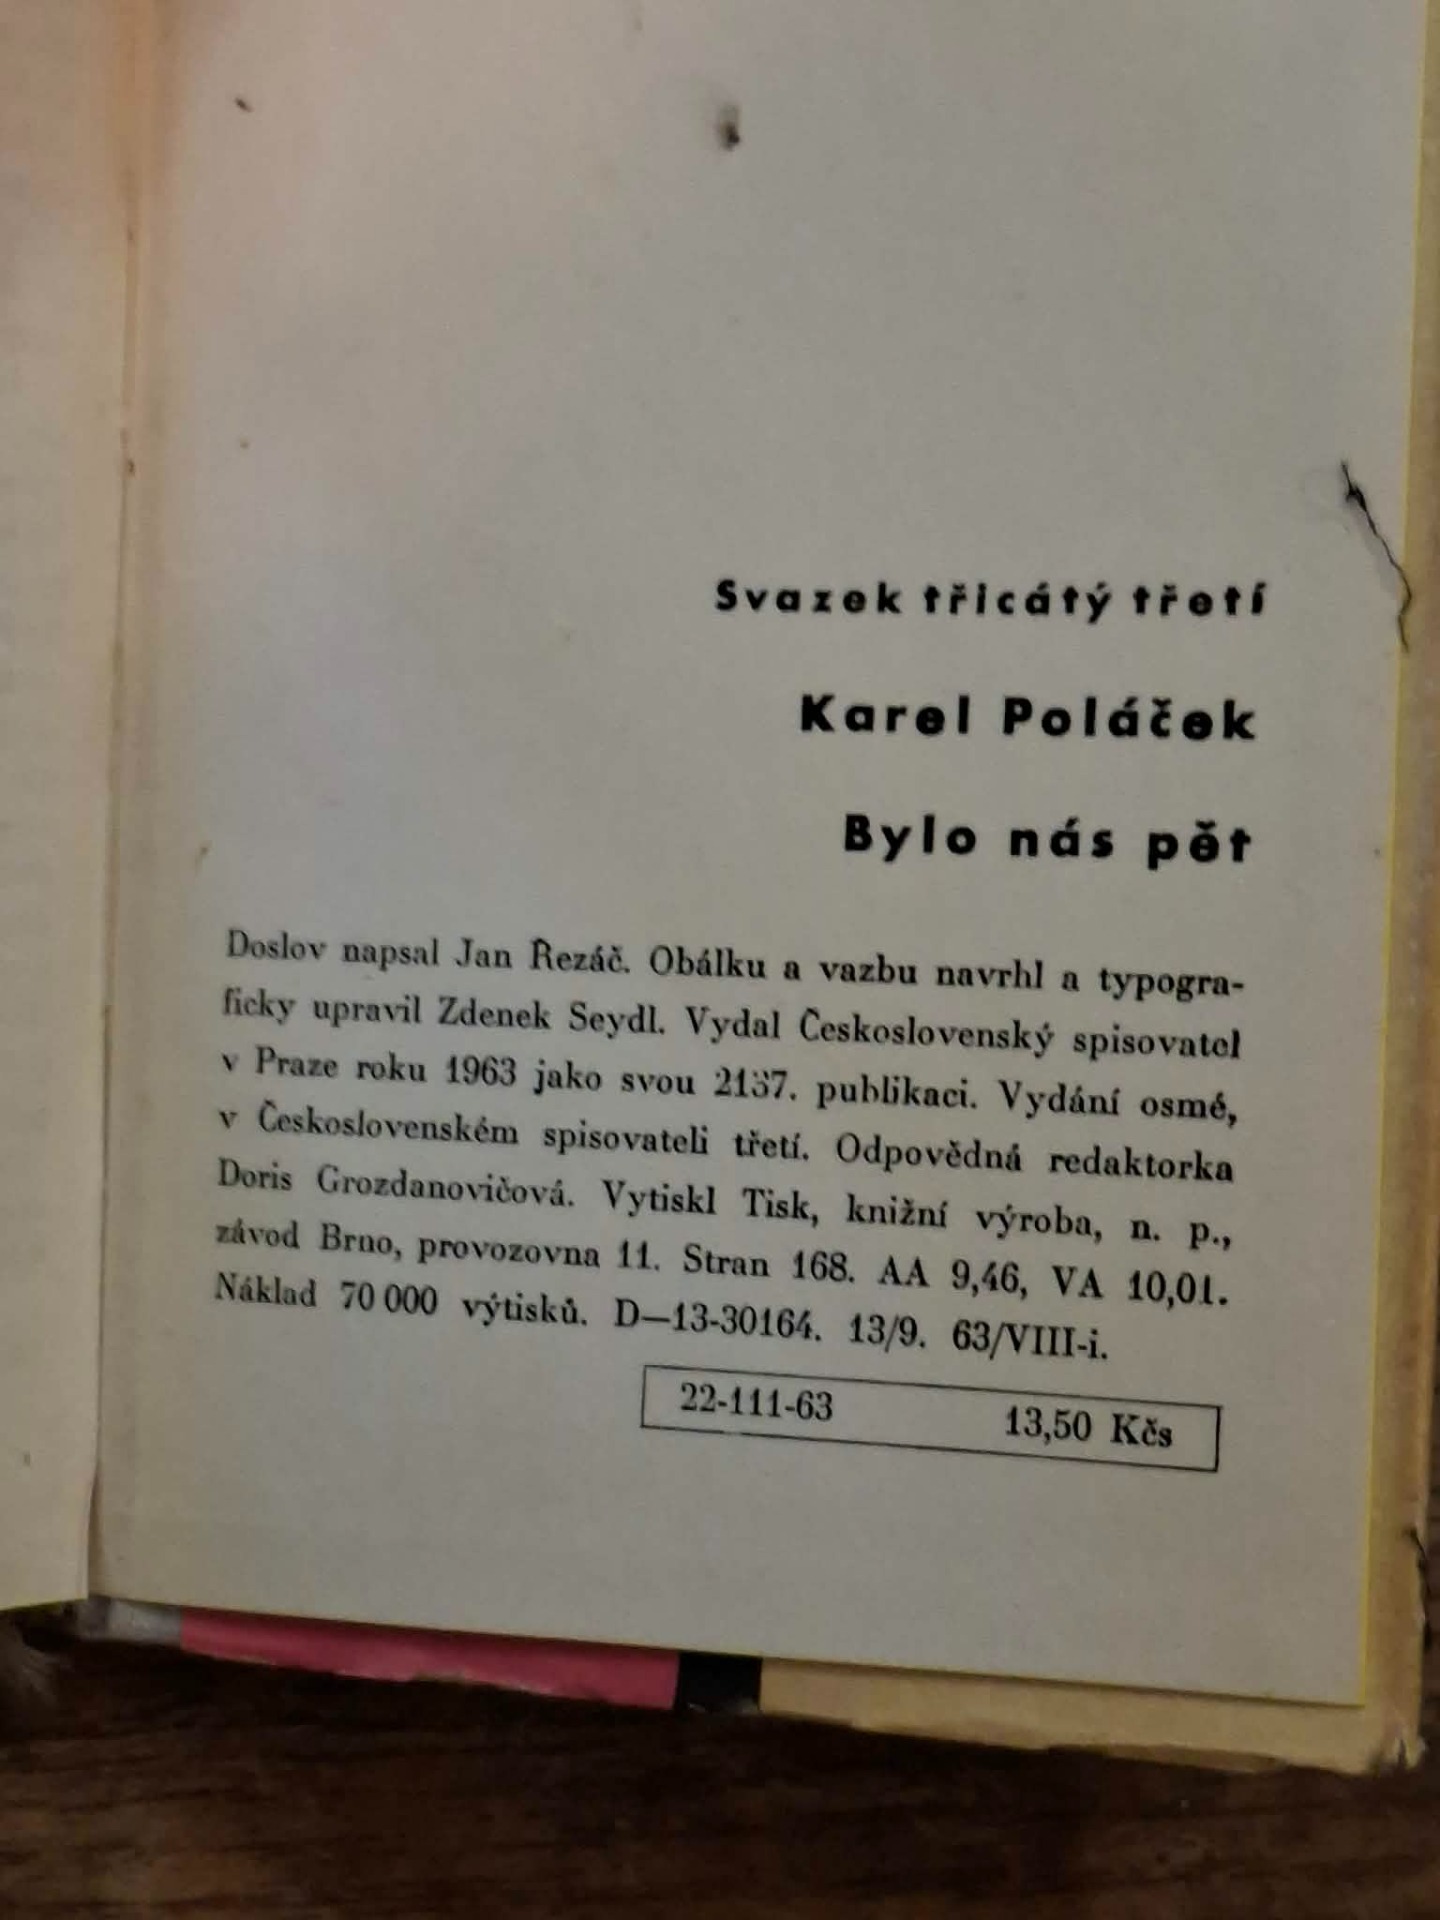 Svazek třicátý třetí
Karel Poláček
Bylo nás pět
Doslov napsal Jan Řezáč. Obálku a vazbu navrhl a typogra-
ficky upravil Zdenek Seydl. Vydal Československý spisovatel
v Praze roku 1963 jako svou 2137. publikaci. Vydání osmé,
v Československém spisovateli třetí. Odpovědná redaktorka
Doris Grozdanovičová. Vytiskl Tisk, knižní výroba, n. p.,
závod Brno, provozovna 11. Stran 168. AA 9,46, VA 10,01.
Náklad 70 000 výtisků. D—13-30164. 13/9. 63/VIII-i.
22-111-63 13,50 Kčs